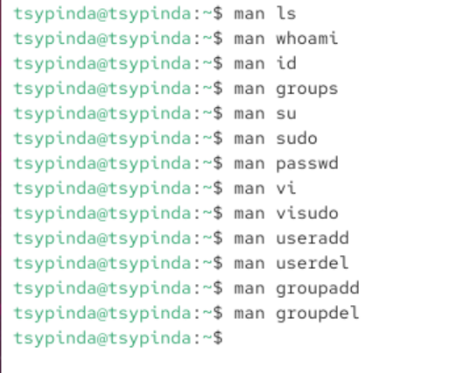 tsypinda@tsypinda:~$ man ls
tsypinda@tsypinda:~$ man whoami
tsypinda@tsypinda:~$ man id
tsypinda@tsypinda:~$ man groups
tsypinda@tsypinda:~$ man su
tsypinda@tsypinda:~$ man sudo
tsypinda@tsypinda:~$ man passwd
tsypinda@tsypinda:~$ man vi
tsypinda@tsypinda:~$ man visudo
tsypinda@tsypinda:~$ man useradd
tsypinda@tsypinda:~$ man userdel
tsypinda@tsypinda:~$ man groupadd
tsypinda@tsypinda:~$ man groupdel
tsypinda@tsypinda:~$